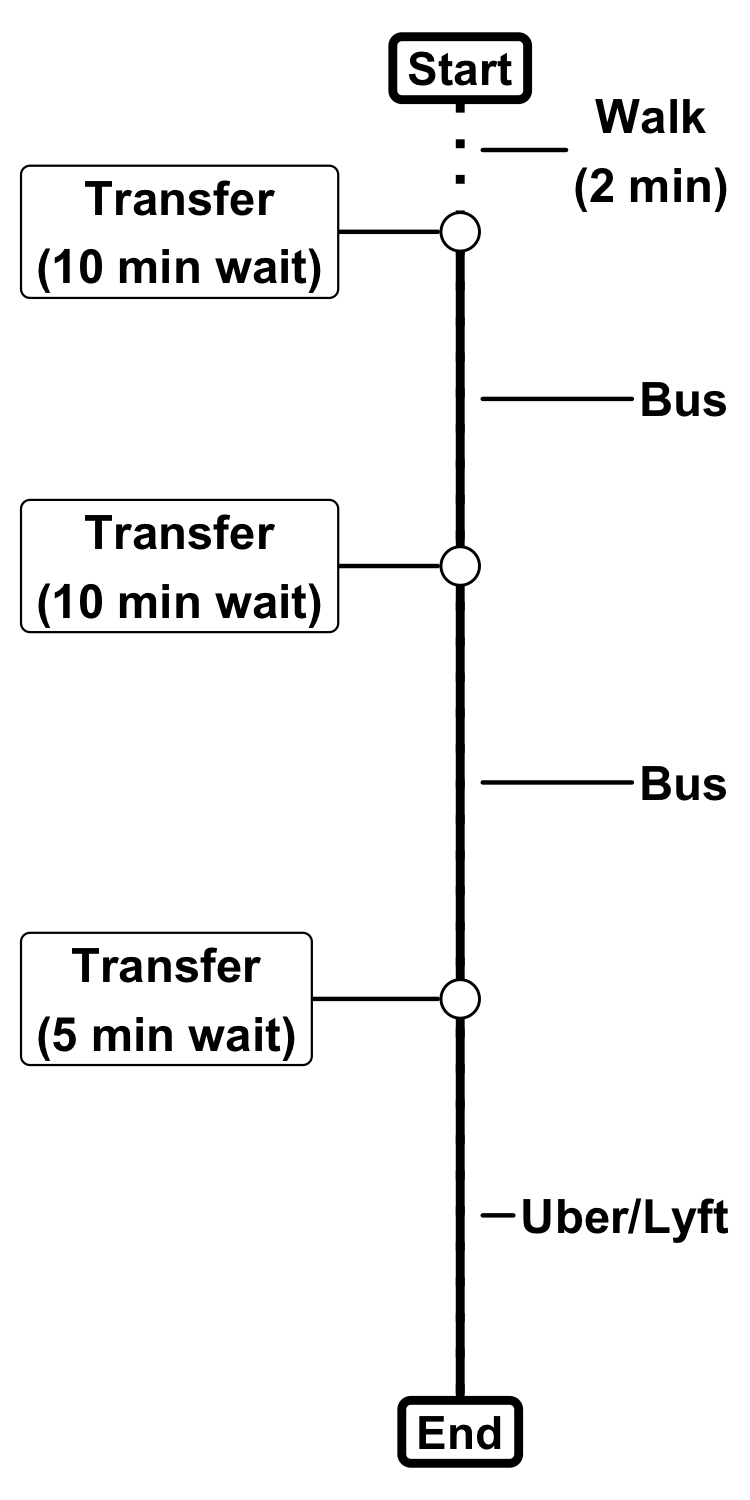 Start
Walk
(2 min)
Transfer
(10 min wait)
Bus
Transfer
(10 min wait)
Bus
Transfer
(5 min wait)
Uber/Lyft
End